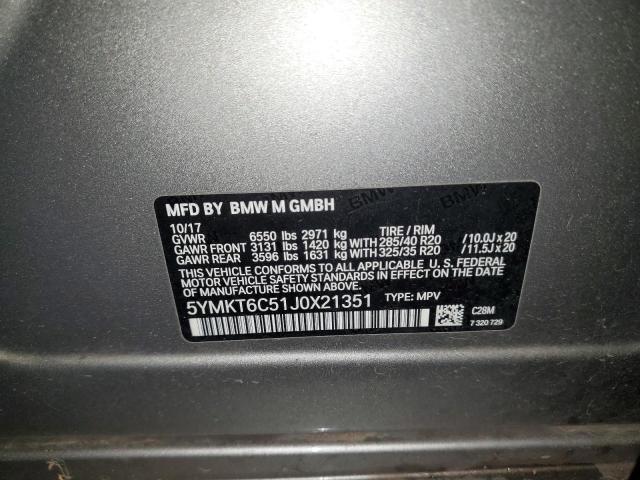 MFD BY BMW M GMBH
10/17
GVWR 6550 lbs 2971 kg TIRE / RIM
GAWR FRONT 3131 lbs 1420 kg WITH 285/40 R20 /10.0J x 20
GAWR REAR 3596 lbs 1631 kg WITH 325/35 R20 /11.5J x 20
THIS VEHICLE CONFORMS TO ALL APPLICABLE U. S. FEDERAL
MOTOR VEHICLE SAFETY STANDARDS IN EFFECT ON THE
DATE OF MANUFACTURE SHOWN ABOVE.
5YMKT6C51J0X21351 TYPE: MPV
C28M
7 320 729